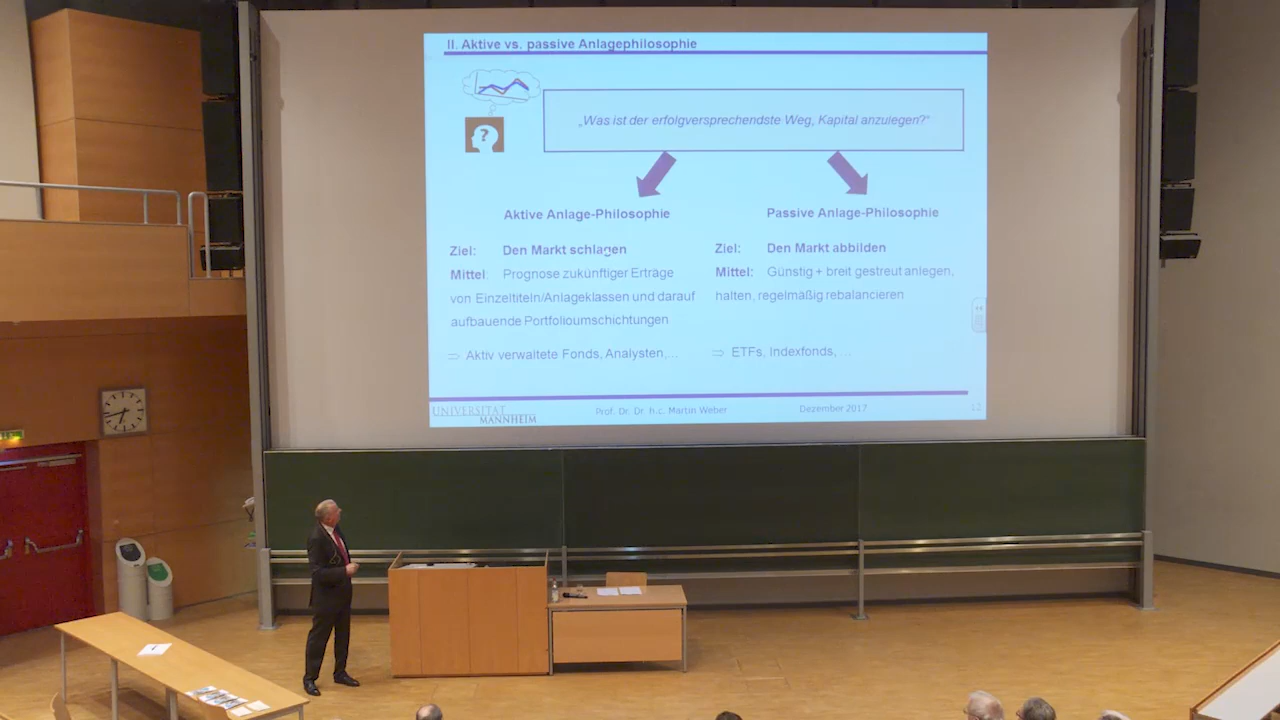 II. Aktive vs. passive Anlagephilosophie
„Was ist der erfolgversprechendste Weg, Kapital anzulegen?“
Aktive Anlage-Philosophie
Ziel: Den Markt schlagen
Mittel: Prognose zukünftiger Erträge
von Einzeltiteln/Anlageklassen und darauf
aufbauende Portfolioumschichtungen
⇒ Aktiv verwaltete Fonds, Analysten,...
Passive Anlage-Philosophie
Ziel: Den Markt abbilden
Mittel: Günstig + breit gestreut anlegen,
halten, regelmäßig rebalancieren
⇒ ETFs, Indexfonds, ...
UNIVERSITÄT
MANNHEIM
Prof. Dr. Dr. h.c. Martin Weber
Dezember 2017
12